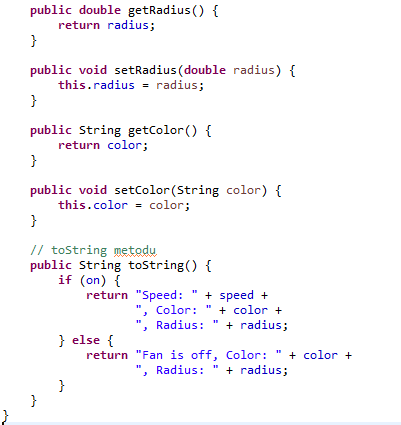 public double getRadius() {
return radius;
}
public void setRadius(double radius) {
this.radius = radius;
}
public String getColor() {
return color;
}
public void setColor(String color) {
this.color = color;
}
// toString metodu
public String toString() {
if (on) {
return "Speed: " + speed +
", Color: " + color +
", Radius: " + radius;
} else {
return "Fan is off, Color: " + color +
", Radius: " + radius;
}
}
}